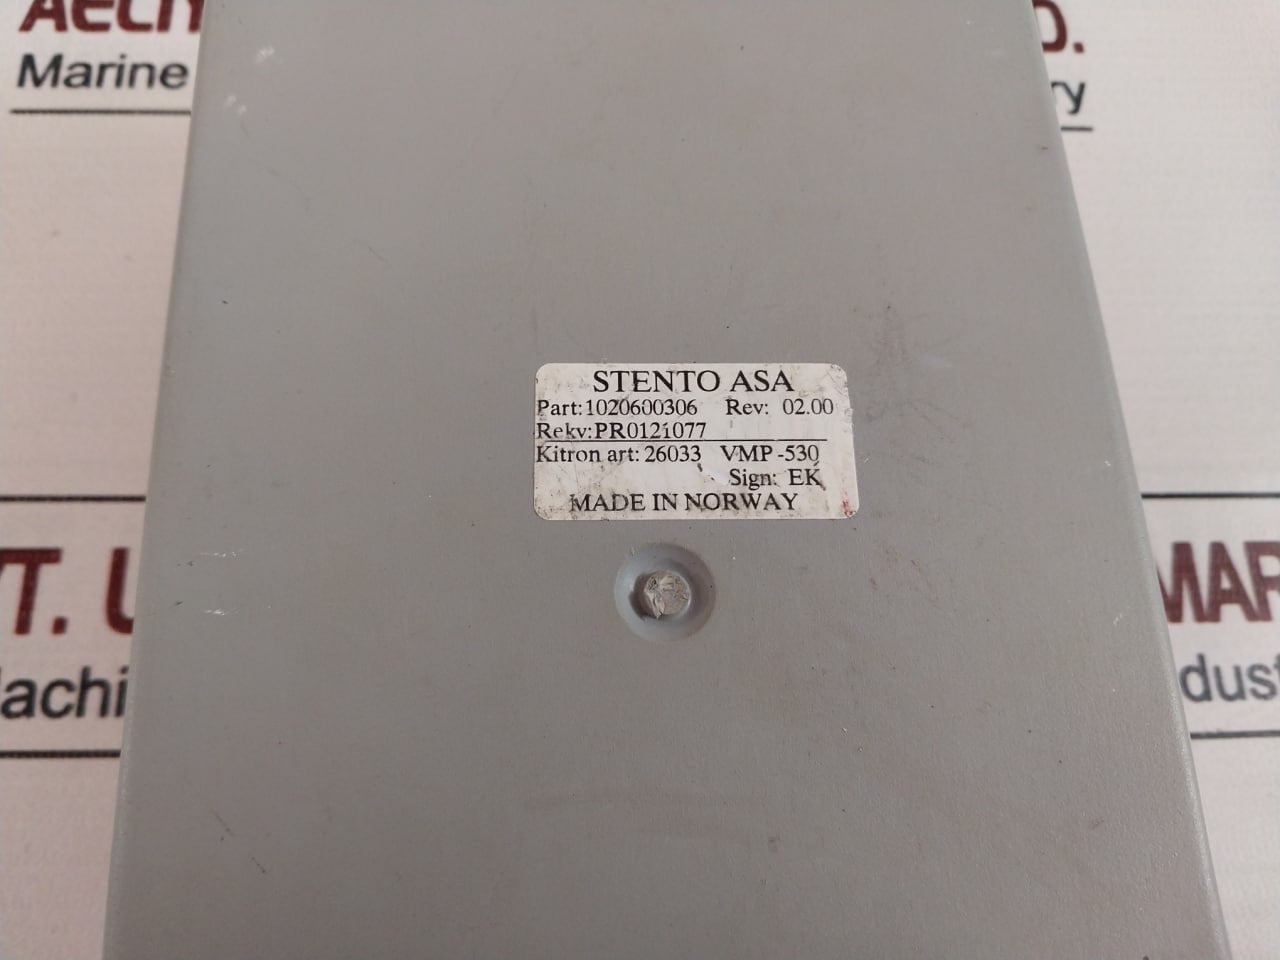 Marine
D.
STENTO ASA
Part:1020600306 Rev: 02.00
Rekv:PR0121077
Kitron art: 26033 VMP-530
Sign: EK
MADE IN NORWAY
T. U
MAR
achi
dust